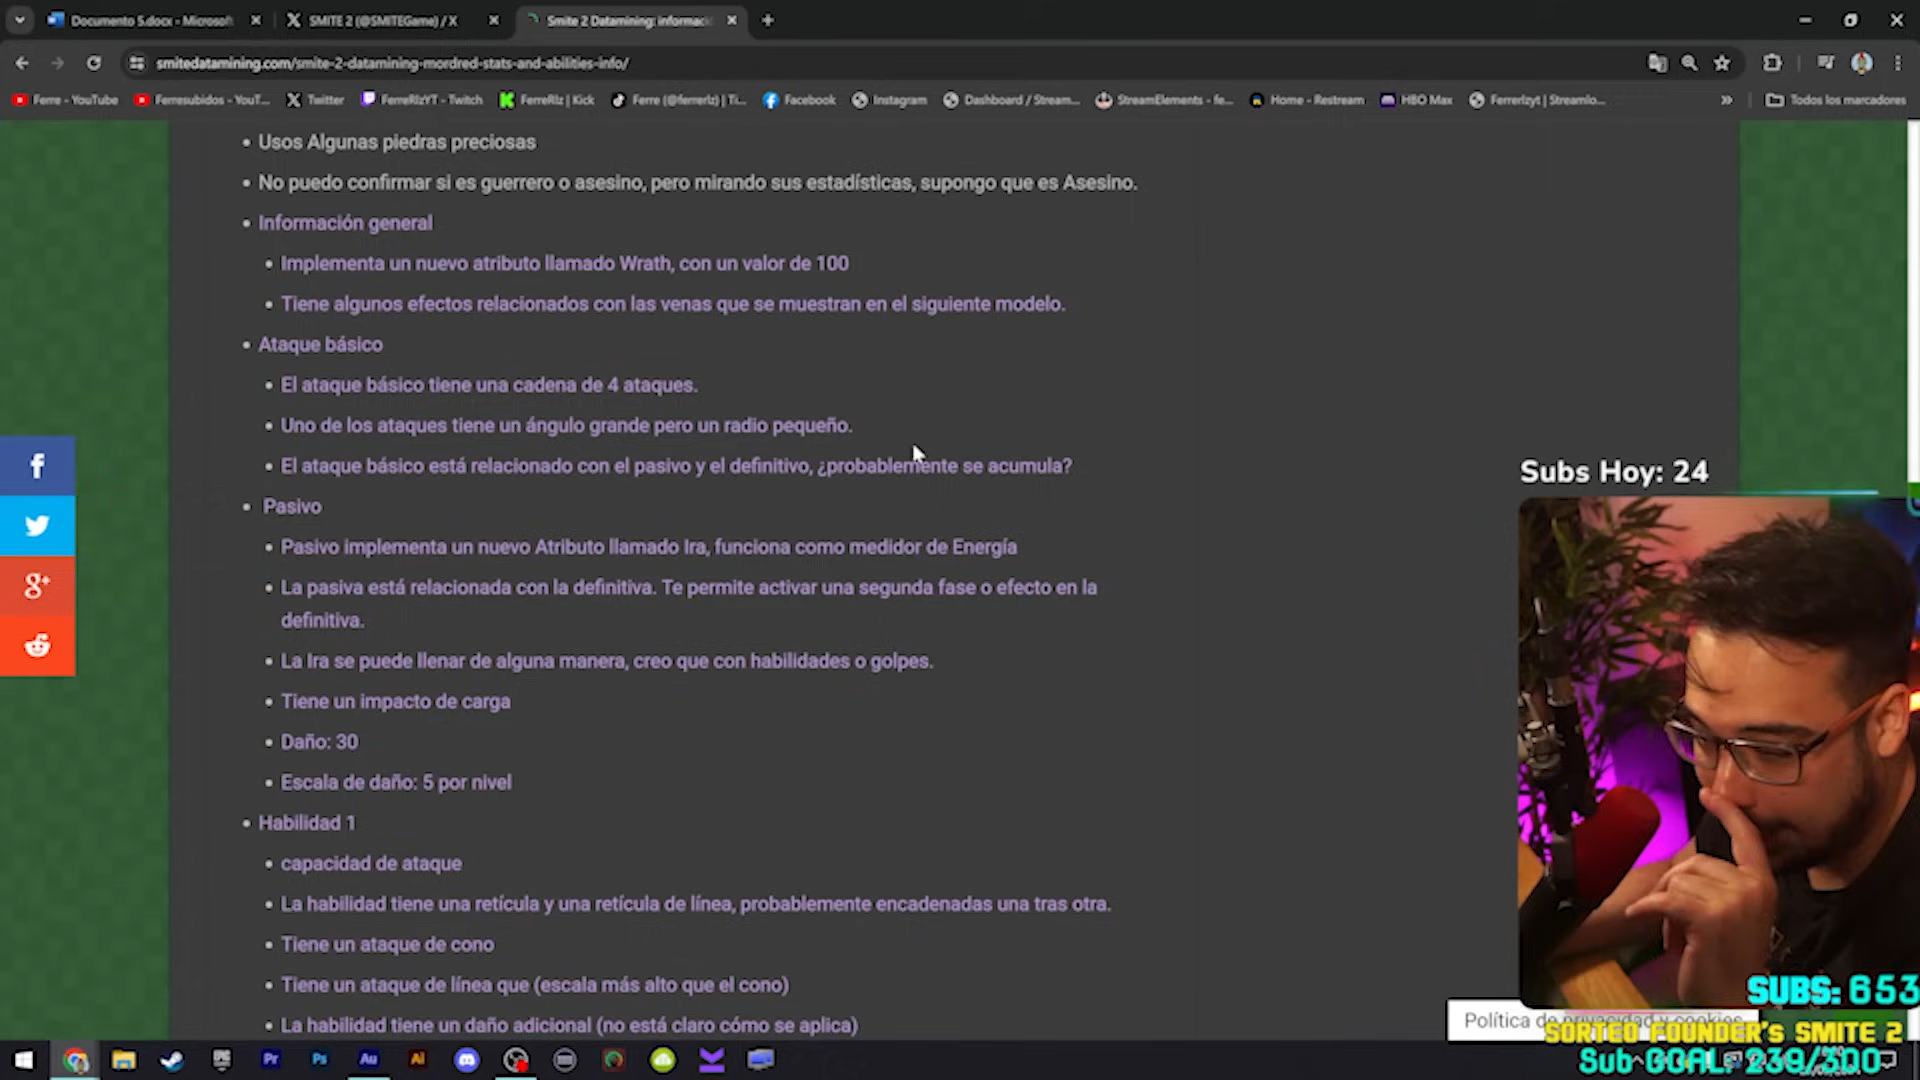 Documento 5.docx - Microsoft
SMITE 2 (@SMITEGame) / X
Smite 2 Datamining: informaci
smitedatamining.com/smite-2-datamining-mordred-stats-and-abilities-info/
Ferre - YouTube
Ferresubidos - YouT...
Twitter
FerreRlzYT - Twitch
FerreRlz | Kick
Ferre (@ferrerlz) | Ti...
Facebook
Instagram
Dashboard / Stream...
StreamElements - fe...
Home - Restream
HBO Max
Ferrerlzyt | Streamlo...
Todos los marcadores
Usos Algunas piedras preciosas
No puedo confirmar si es guerrero o asesino, pero mirando sus estadísticas, supongo que es Asesino.
Información general
Implementa un nuevo atributo llamado Wrath, con un valor de 100
Tiene algunos efectos relacionados con las venas que se muestran en el siguiente modelo.
Ataque básico
El ataque básico tiene una cadena de 4 ataques.
Uno de los ataques tiene un ángulo grande pero un radio pequeño.
El ataque básico está relacionado con el pasivo y el definitivo, ¿probablemente se acumula?
Pasivo
Pasivo implementa un nuevo Atributo llamado Ira, funciona como medidor de Energía
La pasiva está relacionada con la definitiva. Te permite activar una segunda fase o efecto en la
definitiva.
La Ira se puede llenar de alguna manera, creo que con habilidades o golpes.
Tiene un impacto de carga
Daño: 30
Escala de daño: 5 por nivel
Habilidad 1
capacidad de ataque
La habilidad tiene una retícula y una retícula de línea, probablemente encadenadas una tras otra.
Tiene un ataque de cono
Tiene un ataque de línea que (escala más alto que el cono)
La habilidad tiene un daño adicional (no está claro cómo se aplica)
Subs Hoy: 24
SUBS: 653
Política de privacidad y cookies
SORTEO FOUNDER'S SMITE 2
Sub GOAL: 239/300